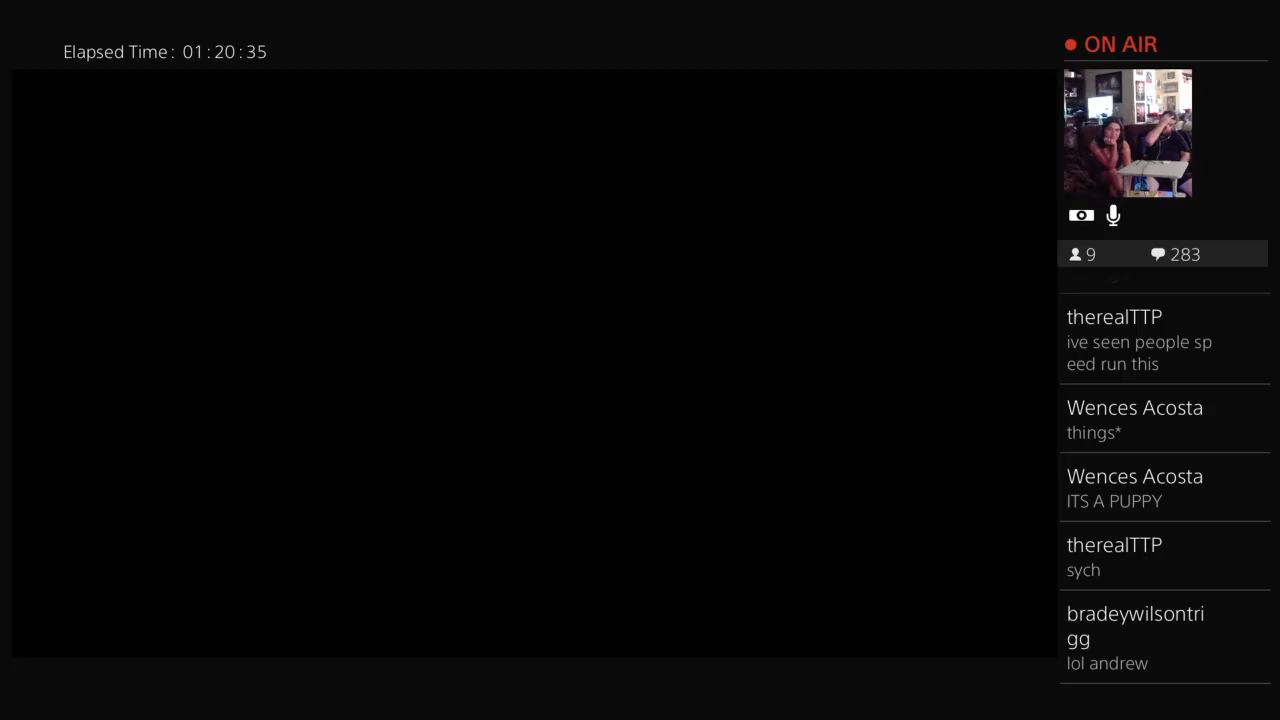 Elapsed Time: 01:20:35
ON AIR
9
283
therealTTP
ive seen people sp
eed run this
Wences Acosta
things*
Wences Acosta
ITS A PUPPY
therealTTP
sych
bradeywilsontri
gg
lol andrew